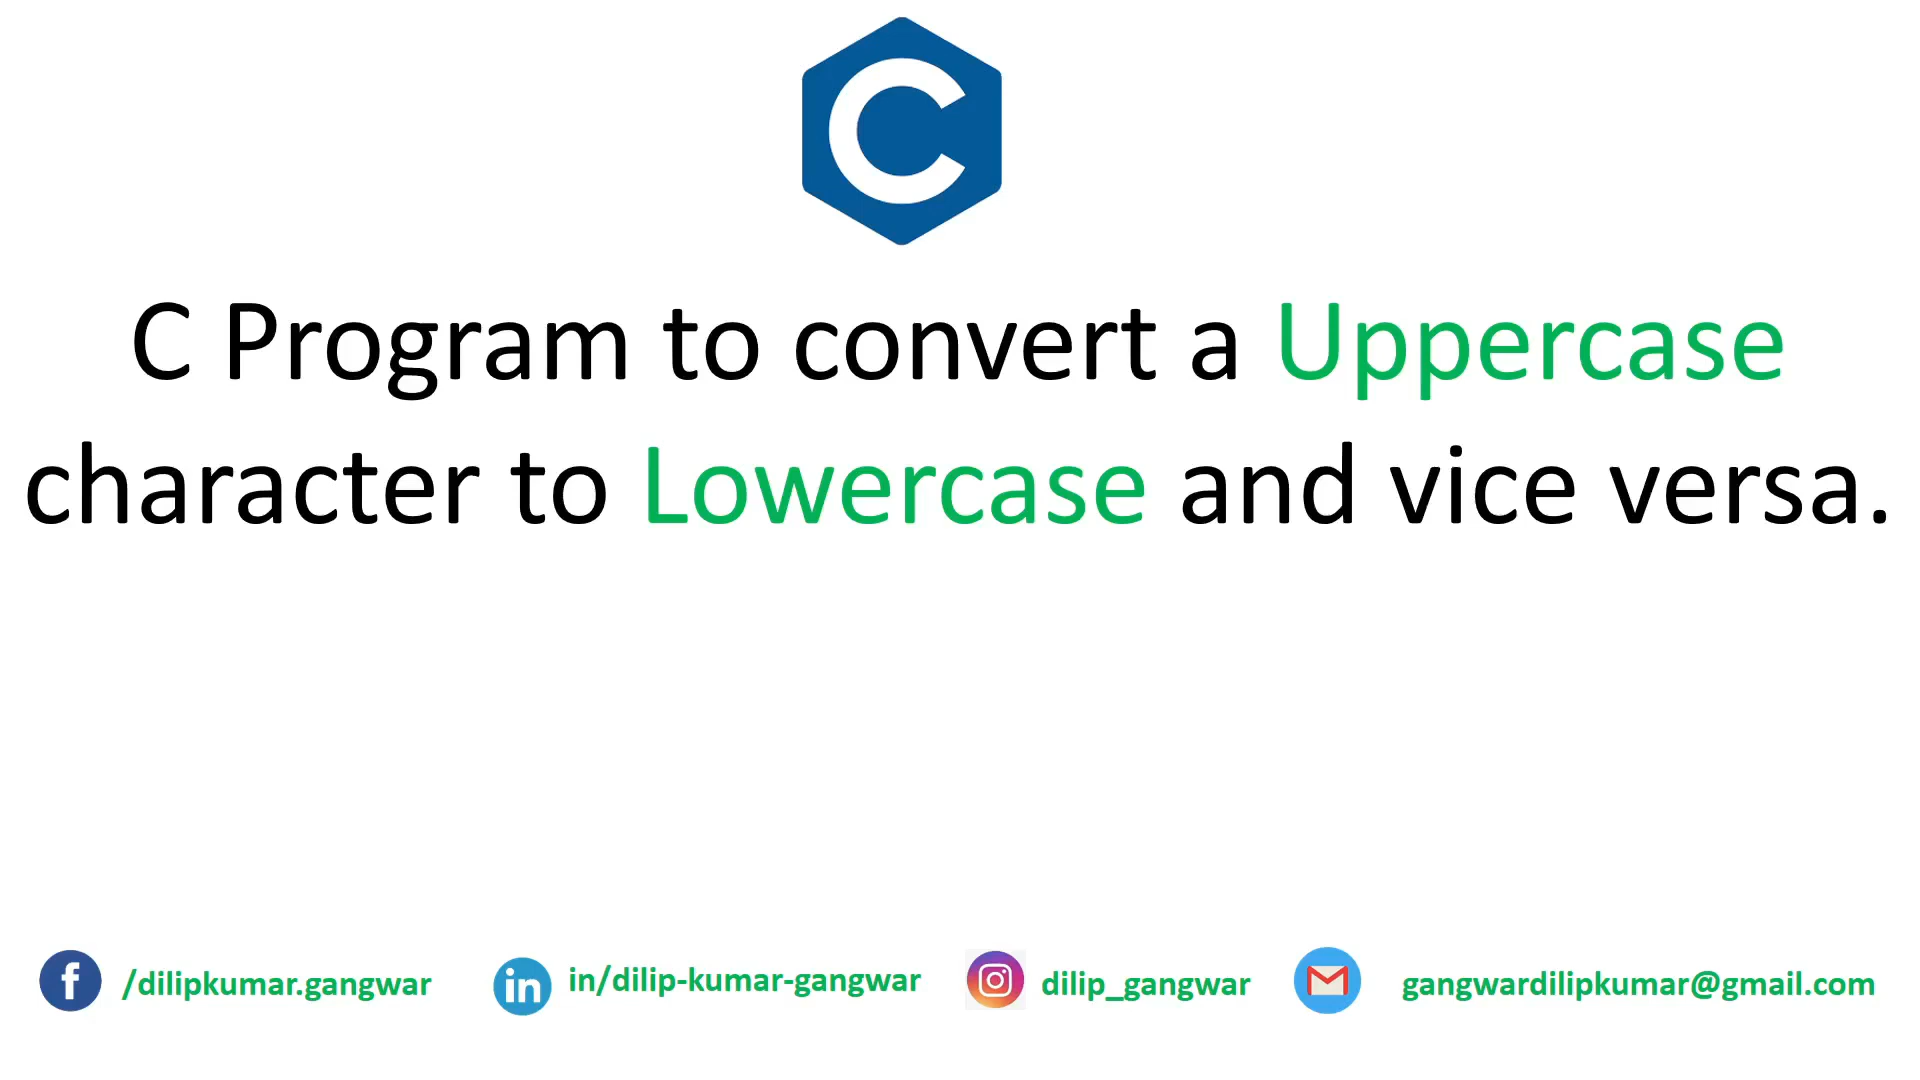 C
C Program to convert a Uppercase
character to Lowercase and vice versa.
f /dilipkumar.gangwar in in/dilip-kumar-gangwar dilip_gangwar gangwardilipkumar@gmail.com